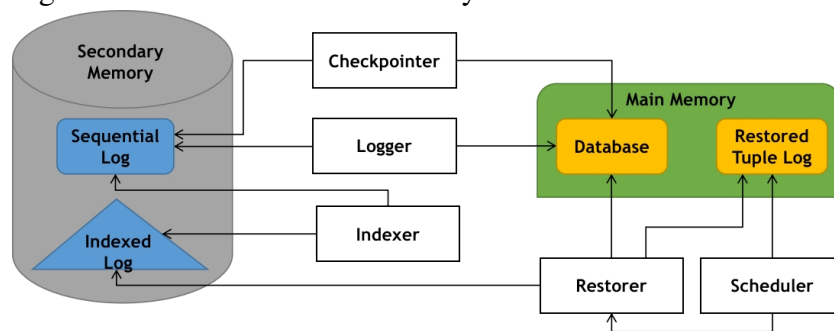 Secondary
Memory
Checkpointer
Main Memory
Sequential
Log
Logger
Database
Restored
Tuple Log
Indexed
Log
Indexer
Restorer
Scheduler